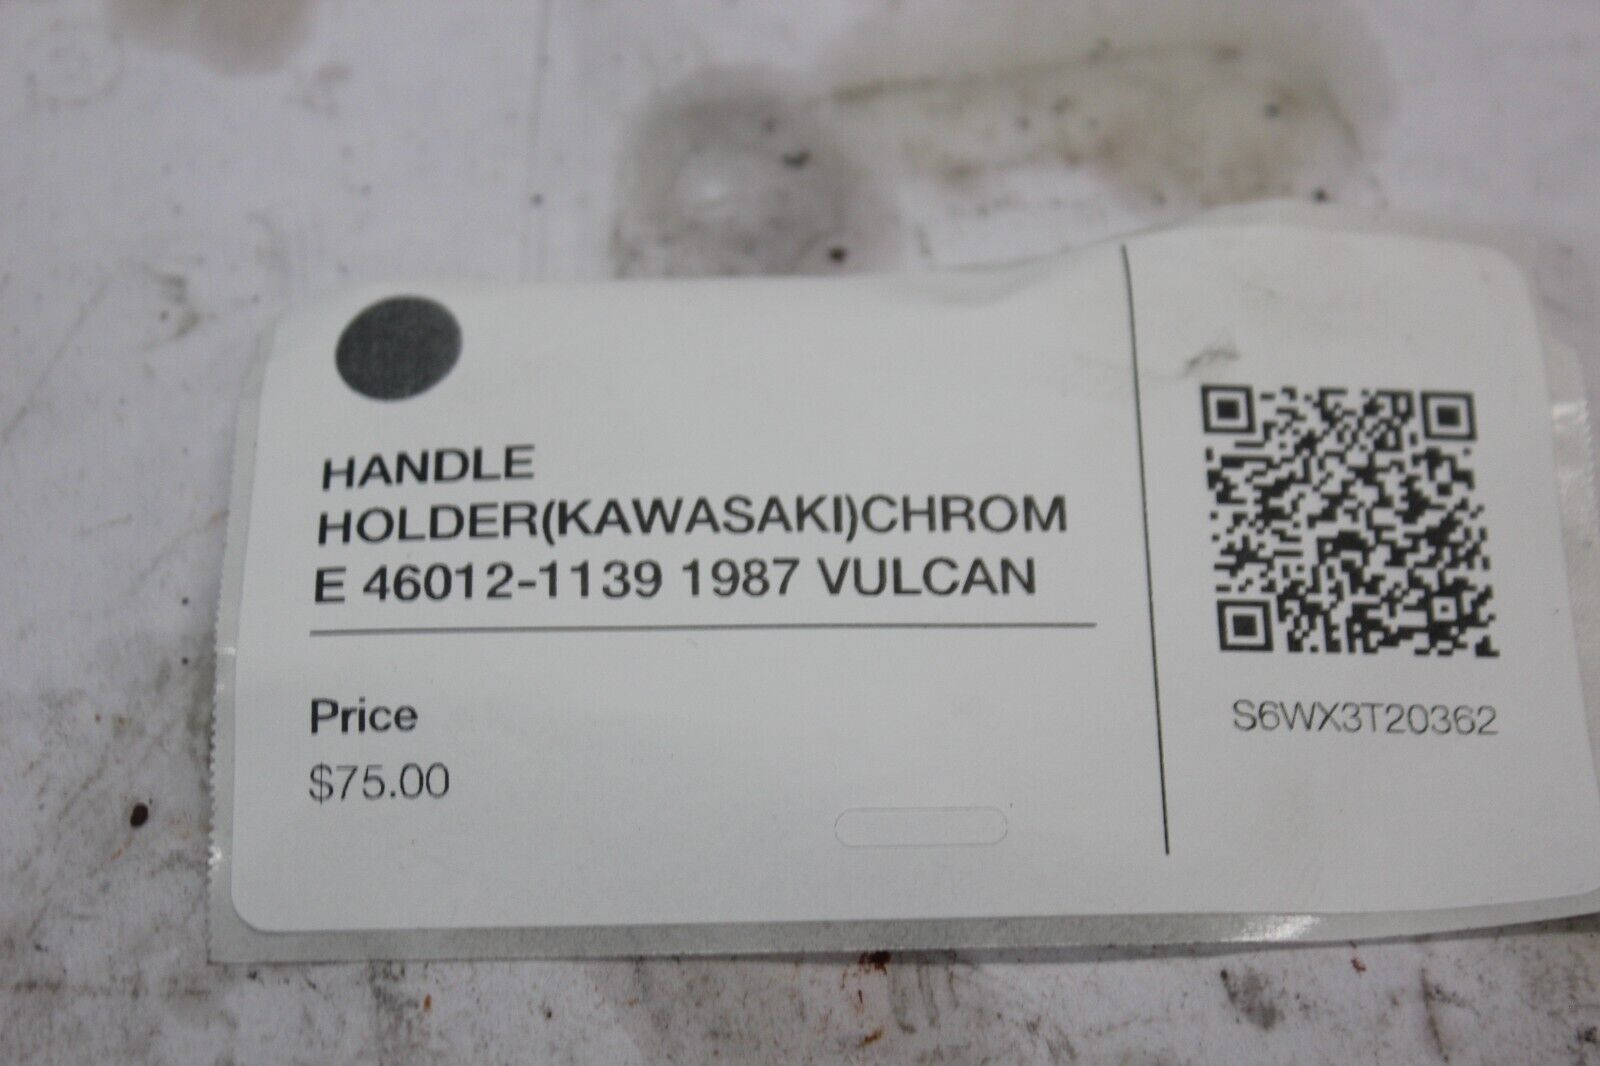 HANDLE
HOLDER(KAWASAKI)CHROM
E 46012-1139 1987 VULCAN
Price
$75.00
S6WX3T20362